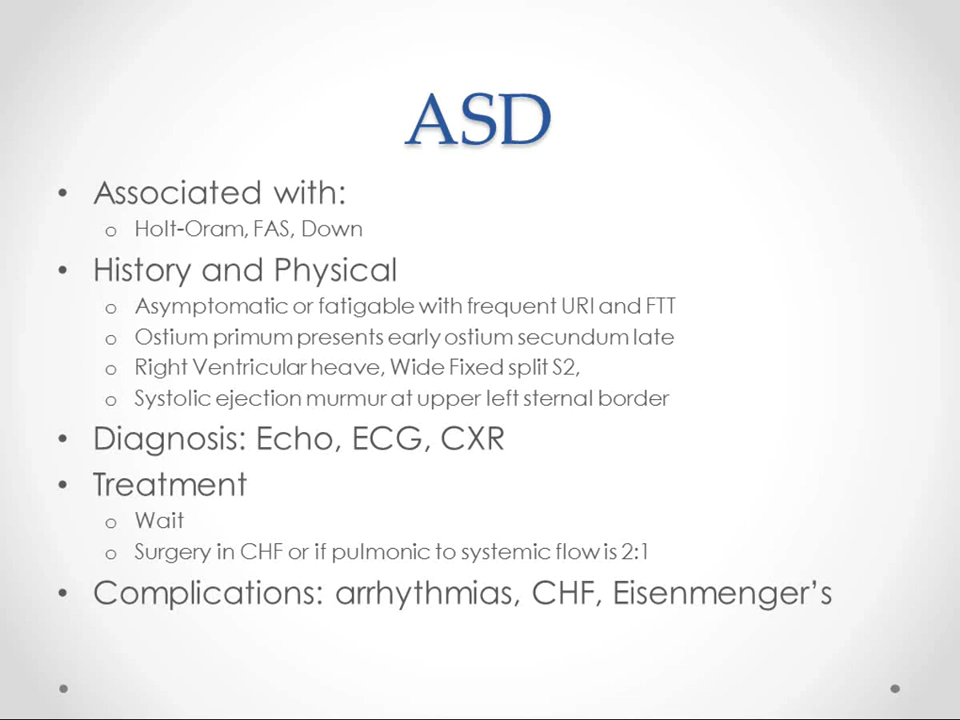 ASD
• Associated with:
o Holt-Oram, FAS, Down
• History and Physical
o Asymptomatic or fatigable with frequent URI and FTT
o Ostium primum presents early ostium secundum late
o Right Ventricular heave, Wide Fixed split S2,
o Systolic ejection murmur at upper left sternal border
• Diagnosis: Echo, ECG, CXR
• Treatment
o Wait
o Surgery in CHF or if pulmonic to systemic flow is 2:1
• Complications: arrhythmias, CHF, Eisenmenger’s